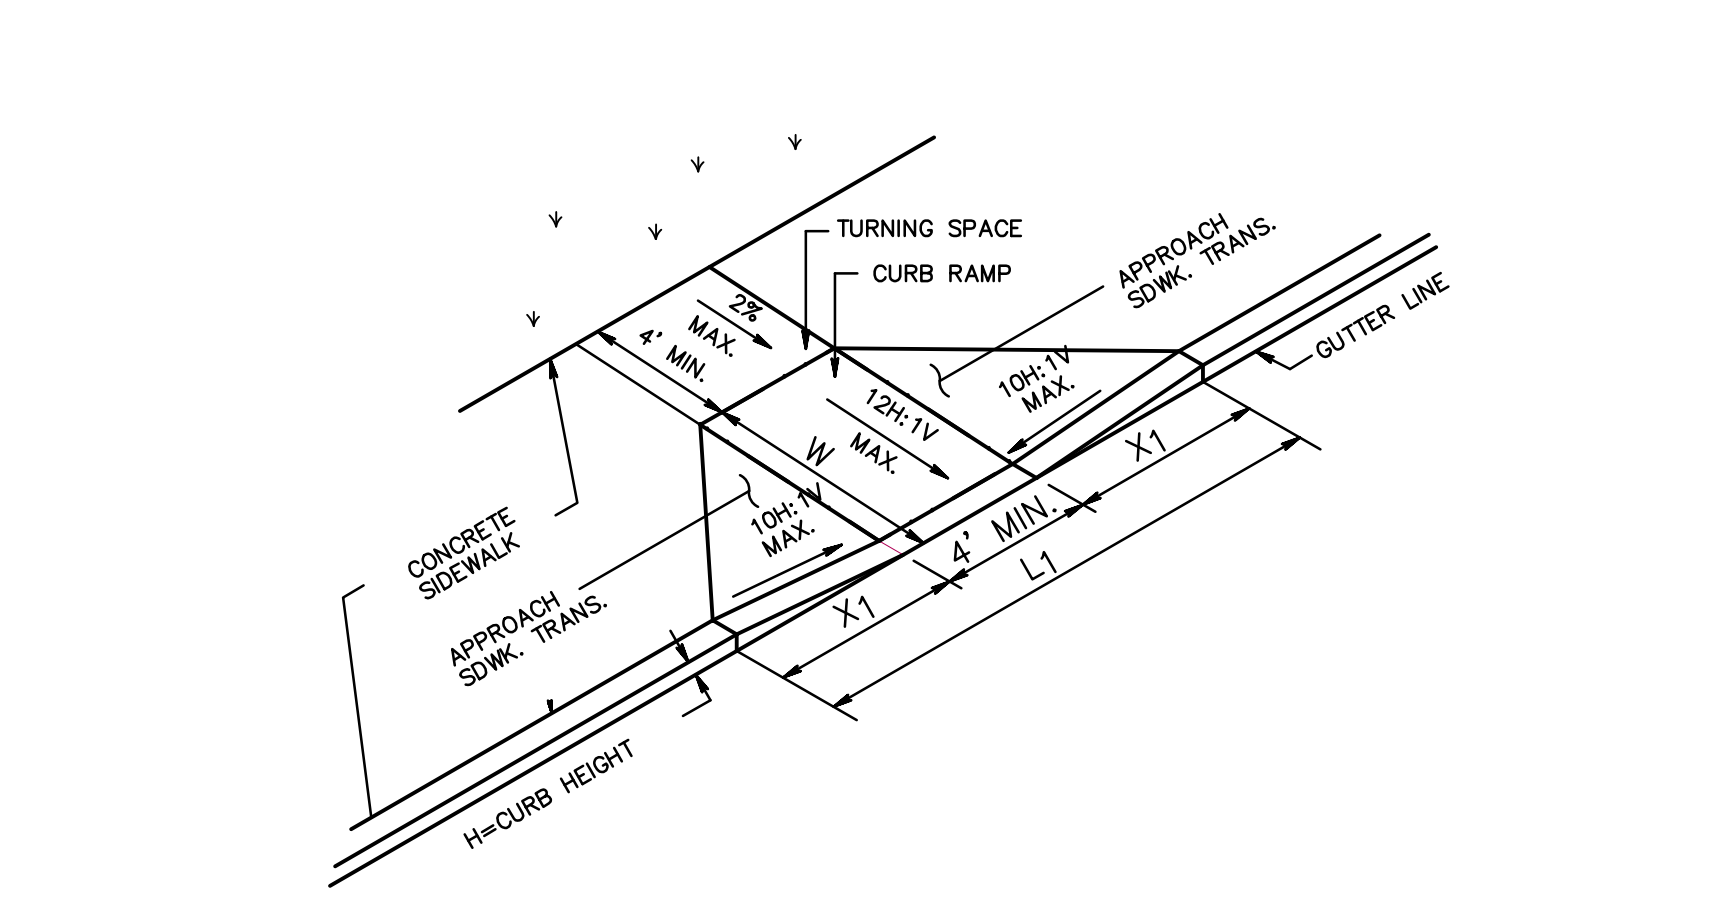 TURNING SPACE
CURB RAMP
APPROACH
SDWK. TRANS.
GUTTER LINE
2%
MAX.
4' MIN.
10H:1V
MAX.
12H:1V
MAX.
W
X1
10H:1V
MAX.
4' MIN.
L1
X1
CONCRETE
SIDEWALK
APPROACH
SDWK. TRANS.
H=CURB HEIGHT